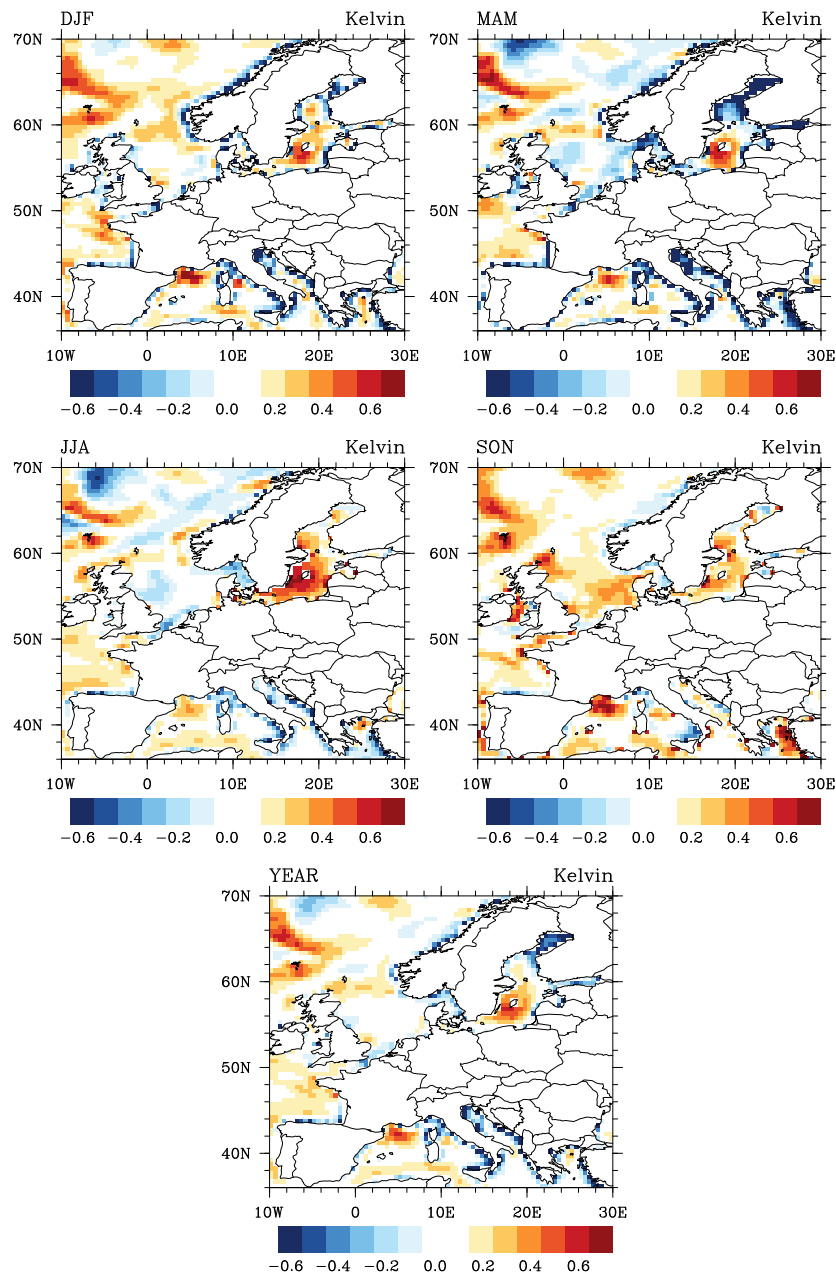 DJF Kelvin MAM Kelvin
70N 70N
60N 60N
50N 50N
40N 40N
10W 0 10E 20E 30E 10W 0 10E 20E 30E
−0.6 −0.4 −0.2 0.0 0.2 0.4 0.6 −0.6 −0.4 −0.2 0.0 0.2 0.4 0.6
JJA Kelvin SON Kelvin
70N 70N
60N 60N
50N 50N
40N 40N
10W 0 10E 20E 30E 10W 0 10E 20E 30E
−0.6 −0.4 −0.2 0.0 0.2 0.4 0.6 −0.6 −0.4 −0.2 0.0 0.2 0.4 0.6
YEAR Kelvin
70N
60N
50N
40N
10W 0 10E 20E 30E
−0.6 −0.4 −0.2 0.0 0.2 0.4 0.6